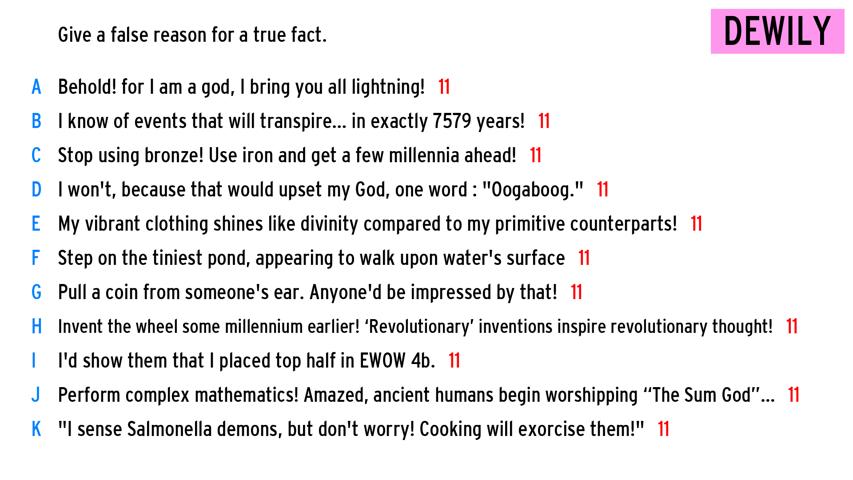 Give a false reason for a true fact.
DEWILY
A Behold! for I am a god, I bring you all lightning! 11
B I know of events that will transpire... in exactly 7579 years! 11
C Stop using bronze! Use iron and get a few millennia ahead! 11
D I won't, because that would upset my God, one word : "Oogaboog." 11
E My vibrant clothing shines like divinity compared to my primitive counterparts! 11
F Step on the tiniest pond, appearing to walk upon water's surface 11
G Pull a coin from someone's ear. Anyone'd be impressed by that! 11
H Invent the wheel some millennium earlier! ‘Revolutionary’ inventions inspire revolutionary thought! 11
I I'd show them that I placed top half in EWOW 4b. 11
J Perform complex mathematics! Amazed, ancient humans begin worshipping “The Sum God”... 11
K "I sense Salmonella demons, but don't worry! Cooking will exorcise them!" 11